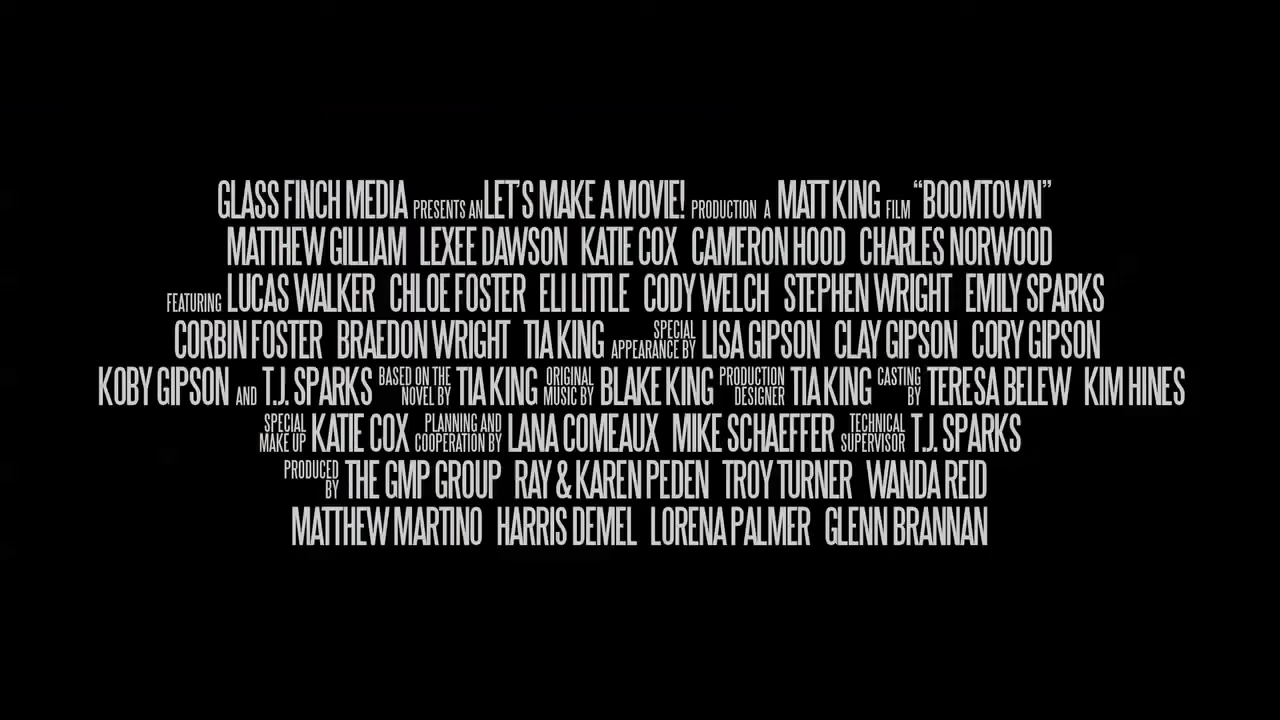 GLASS FINCH MEDIA PRESENTS AN LET'S MAKE A MOVIE! PRODUCTION A MATT KING FILM “BOOMTOWN”
MATTHEW GILLIAM LEXEE DAWSON KATIE COX CAMERON HOOD CHARLES NORWOOD
FEATURING LUCAS WALKER CHLOE FOSTER ELI LITTLE CODY WELCH STEPHEN WRIGHT EMILY SPARKS
CORBIN FOSTER BRAEDON WRIGHT TIA KING SPECIAL APPEARANCE BY LISA GIPSON CLAY GIPSON CORY GIPSON
KOBY GIPSON AND T.J. SPARKS BASED ON THE NOVEL BY TIA KING ORIGINAL MUSIC BY BLAKE KING PRODUCTION DESIGNER TIA KING CASTING BY TERESA BELEW KIM HINES
SPECIAL MAKE UP KATIE COX PLANNING AND COOPERATION BY LANA COMEAUX MIKE SCHAEFFER TECHNICAL SUPERVISOR T.J. SPARKS
PRODUCED BY THE GMP GROUP RAY & KAREN PEDEN TROY TURNER WANDA REID
MATTHEW MARTINO HARRIS DEMEL LORENA PALMER GLENN BRANNAN